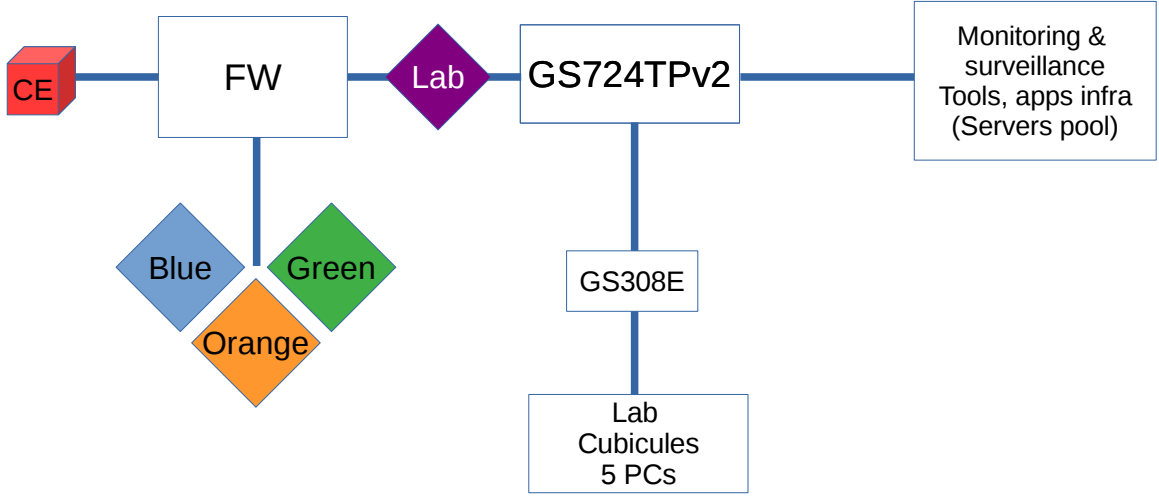 CE
FW
Lab
GS724TPv2
Monitoring &
surveillance
Tools, apps infra
(Servers pool)
Blue
Green
Orange
GS308E
Lab
Cubicules
5 PCs